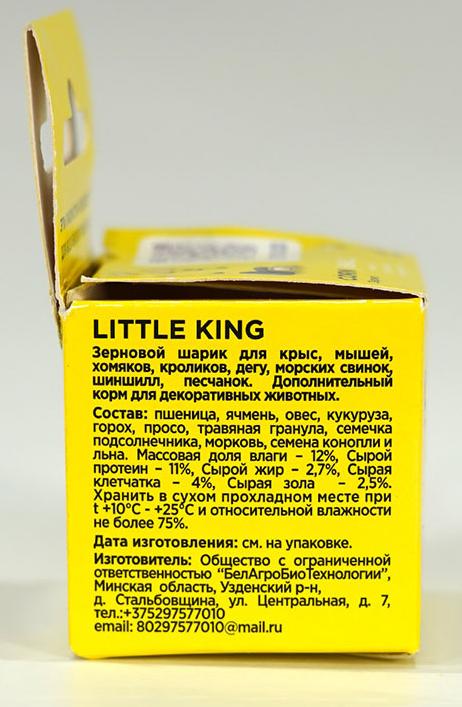 LITTLE KING
Зерновой шарик для крыс, мышей,
хомяков, кроликов, дегу, морских свинок,
шиншилл, песчанок. Дополнительный
корм для декоративных животных.
Состав: пшеница, ячмень, овес, кукуруза,
горох, просо, травяная гранула, семечка
подсолнечника, морковь, семена конопли и
льна. Массовая доля влаги – 12%, Сырой
протеин – 11%, Сырой жир – 2,7%, Сырая
клетчатка – 4%, Сырая зола – 2,5%.
Хранить в сухом прохладном месте при
t +10°C - +25°C и относительной влажности
не более 75%.
Дата изготовления: см. на упаковке.
Изготовитель: Общество с ограниченной
ответственностью “БелАгроБиоТехнологии”,
Минская область, Узденский р-н,
д. Стальбовщина, ул. Центральная, д. 7,
тел.:+375297577010
email: 80297577010@mail.ru